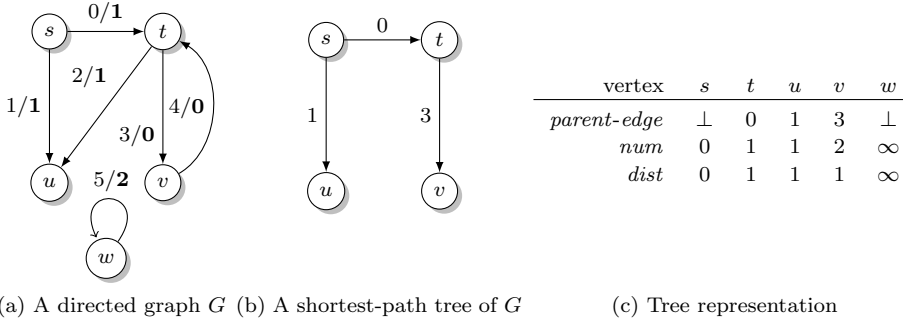 0/1
s
t
2/1
1/1
4/0
3/0
u
v
5/2
w
0
s
t
1
3
u
v
vertex s t u v w
parent-edge ⊥ 0 1 3 ⊥
num 0 1 1 2 ∞
dist 0 1 1 1 ∞
a) A directed graph G
(b) A shortest-path tree of G
(c) Tree representation